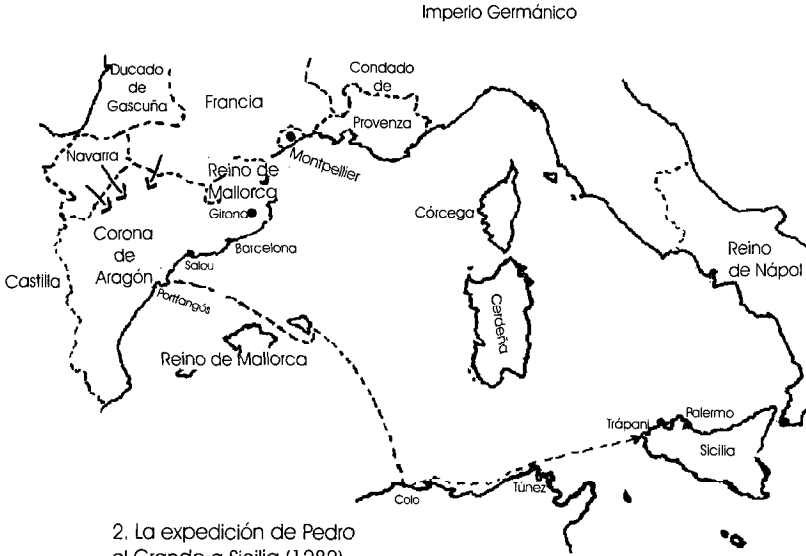 Imperio Germánico
Ducado
de
Gascuña
Francia
Condado
de
Provenza
Navarra
Montpellier
Reino de
Mallorca
Girona
Córcega
Corona
de
Aragón
Barcelona
Salou
Castilla
Portfangós
Reino
de Nápol
Cerdeña
Reino de Mallorca
Trápani
Palermo
Sicilia
Colo
Túnez
2. La expedición de Pedro
el Grande a Sicilia (1282)